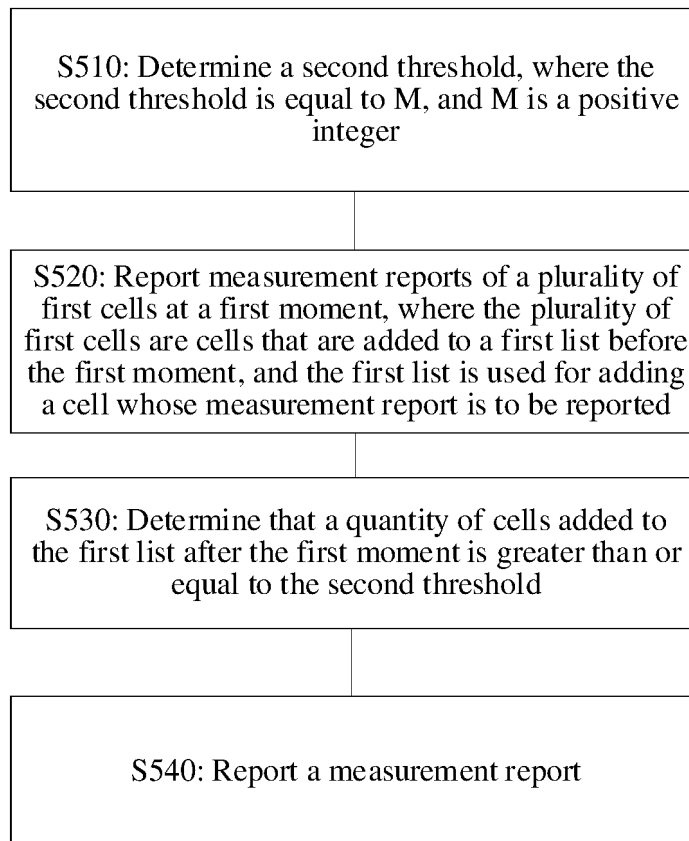 S510: Determine a second threshold, where the
second threshold is equal to M, and M is a positive
integer
S520: Report measurement reports of a plurality of
first cells at a first moment, where the plurality of
first cells are cells that are added to a first list before
the first moment, and the first list is used for adding
a cell whose measurement report is to be reported
S530: Determine that a quantity of cells added to
the first list after the first moment is greater than or
equal to the second threshold
S540: Report a measurement report